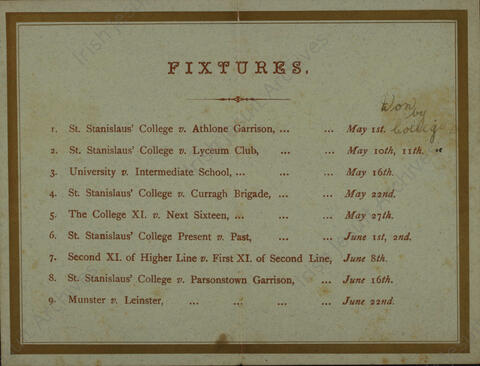 FIXTURES.
Won
by
College
1. St. Stanislaus' College v. Athlone Garrison, ... ... May 1st.
2. St. Stanislaus' College v. Lyceum Club, ... ... May 10th, 11th. "
3. University v. Intermediate School, ... ... May 16th.
4. St. Stanislaus' College v. Curragh Brigade, ... ... May 22nd.
5. The College XI. v. Next Sixteen, ... ... ... May 27th.
6. St. Stanislaus' College Present v. Past, ... ... June 1st, 2nd.
7. Second XI. of Higher Line v. First XI. of Second Line, June 8th.
8. St. Stanislaus' College v. Parsonstown Garrison, ... June 16th.
9. Munster v. Leinster, ... ... ... ... June 22nd.
Irish Jesuit Archives